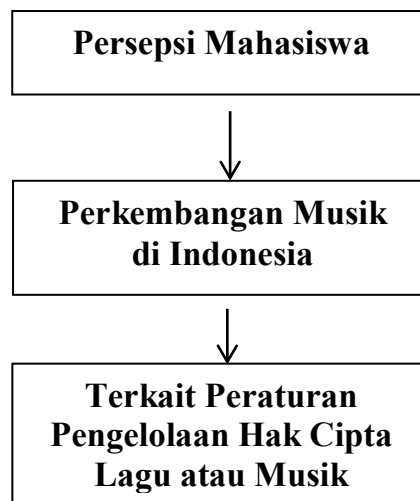 Persepsi Mahasiswa
Perkembangan Musik
di Indonesia
Terkait Peraturan
Pengelolaan Hak Cipta
Lagu atau Musik